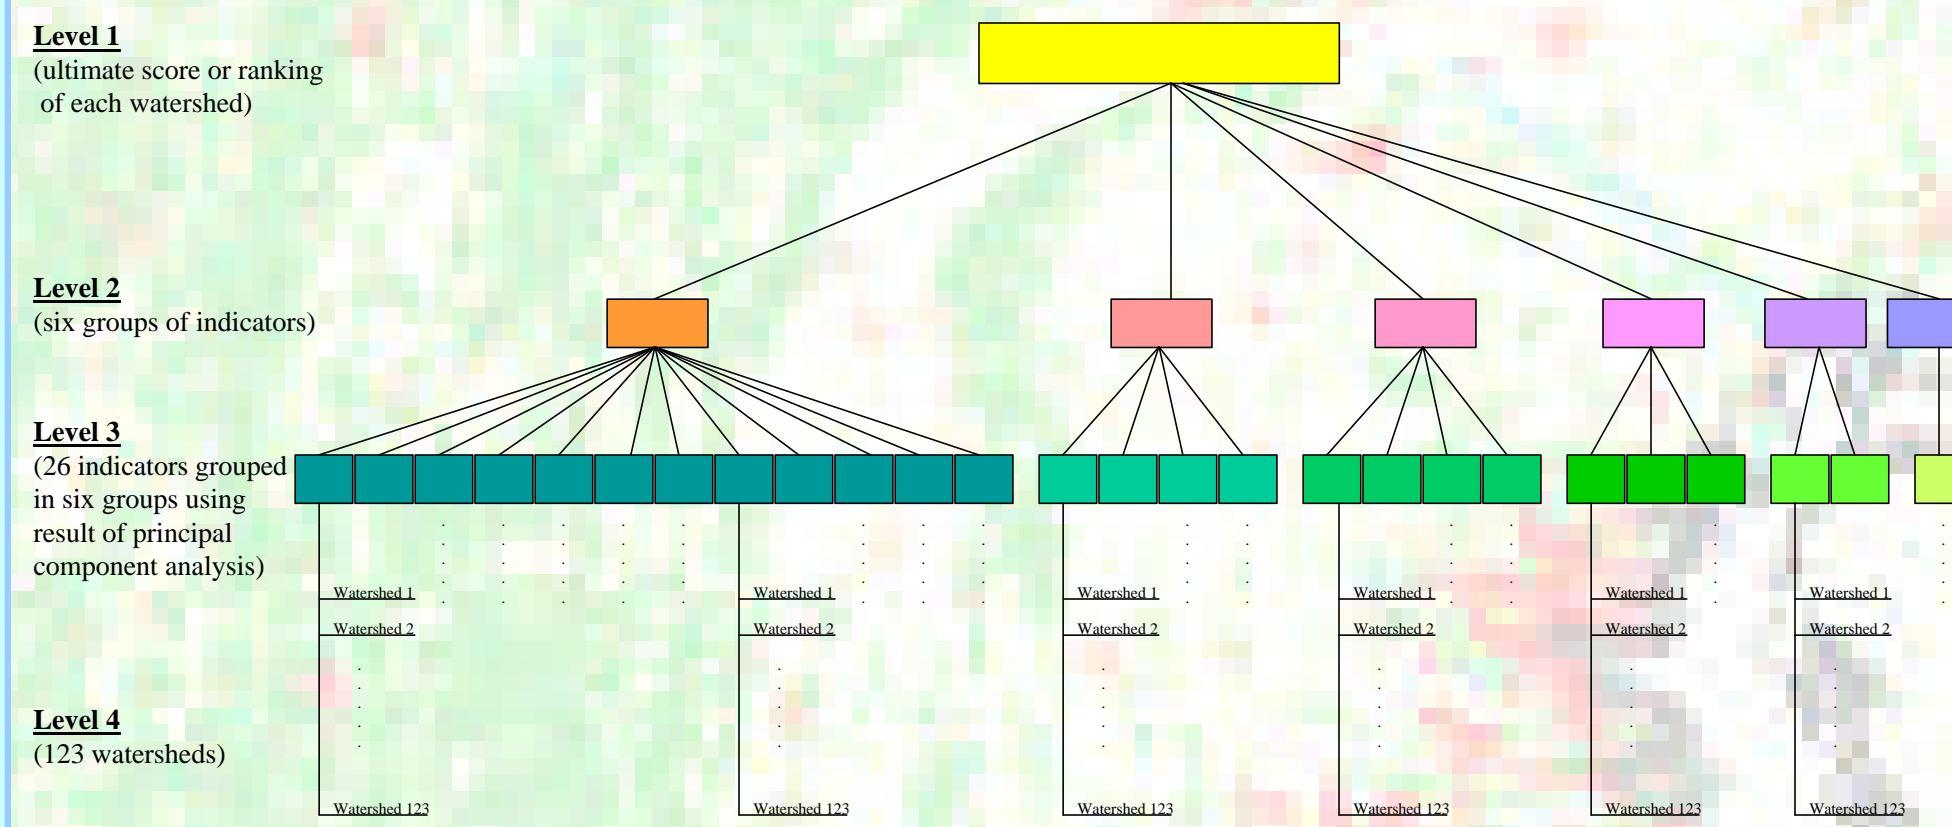 Level 1
(ultimate score or ranking
of each watershed)
Level 2
(six groups of indicators)
Level 3
(26 indicators grouped
in six groups using
result of principal
component analysis)
Watershed 1 Watershed 1 Watershed 1 Watershed 1 Watershed 1 Watershed 1
Watershed 2 Watershed 2 Watershed 2 Watershed 2 Watershed 2 Watershed 2
Level 4
(123 watersheds)
Watershed 123 Watershed 123 Watershed 123 Watershed 123 Watershed 123 Watershed 123